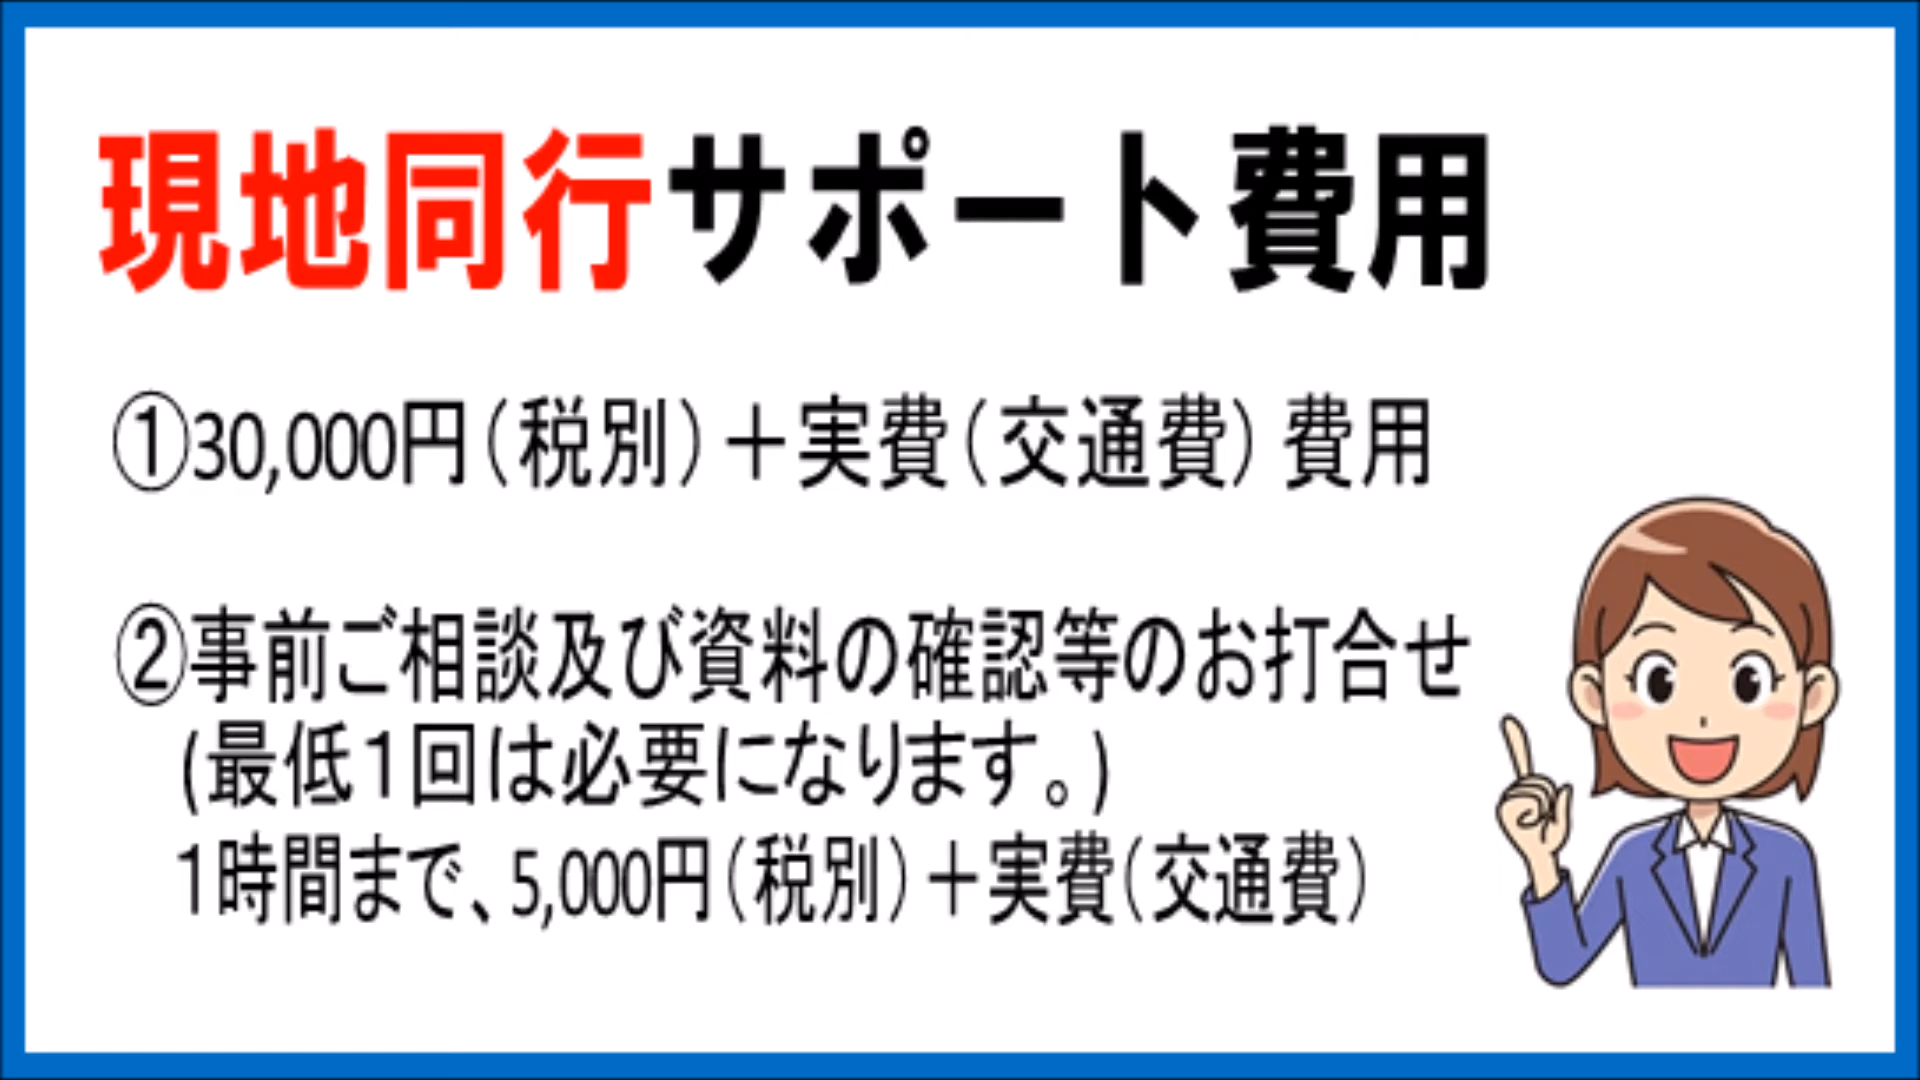 現地同行サポート費用
①30,000円（税別）＋実費（交通費）費用
②事前ご相談及び資料の確認等のお打合せ
(最低１回は必要になります。)
１時間まで、5,000円（税別）＋実費（交通費）